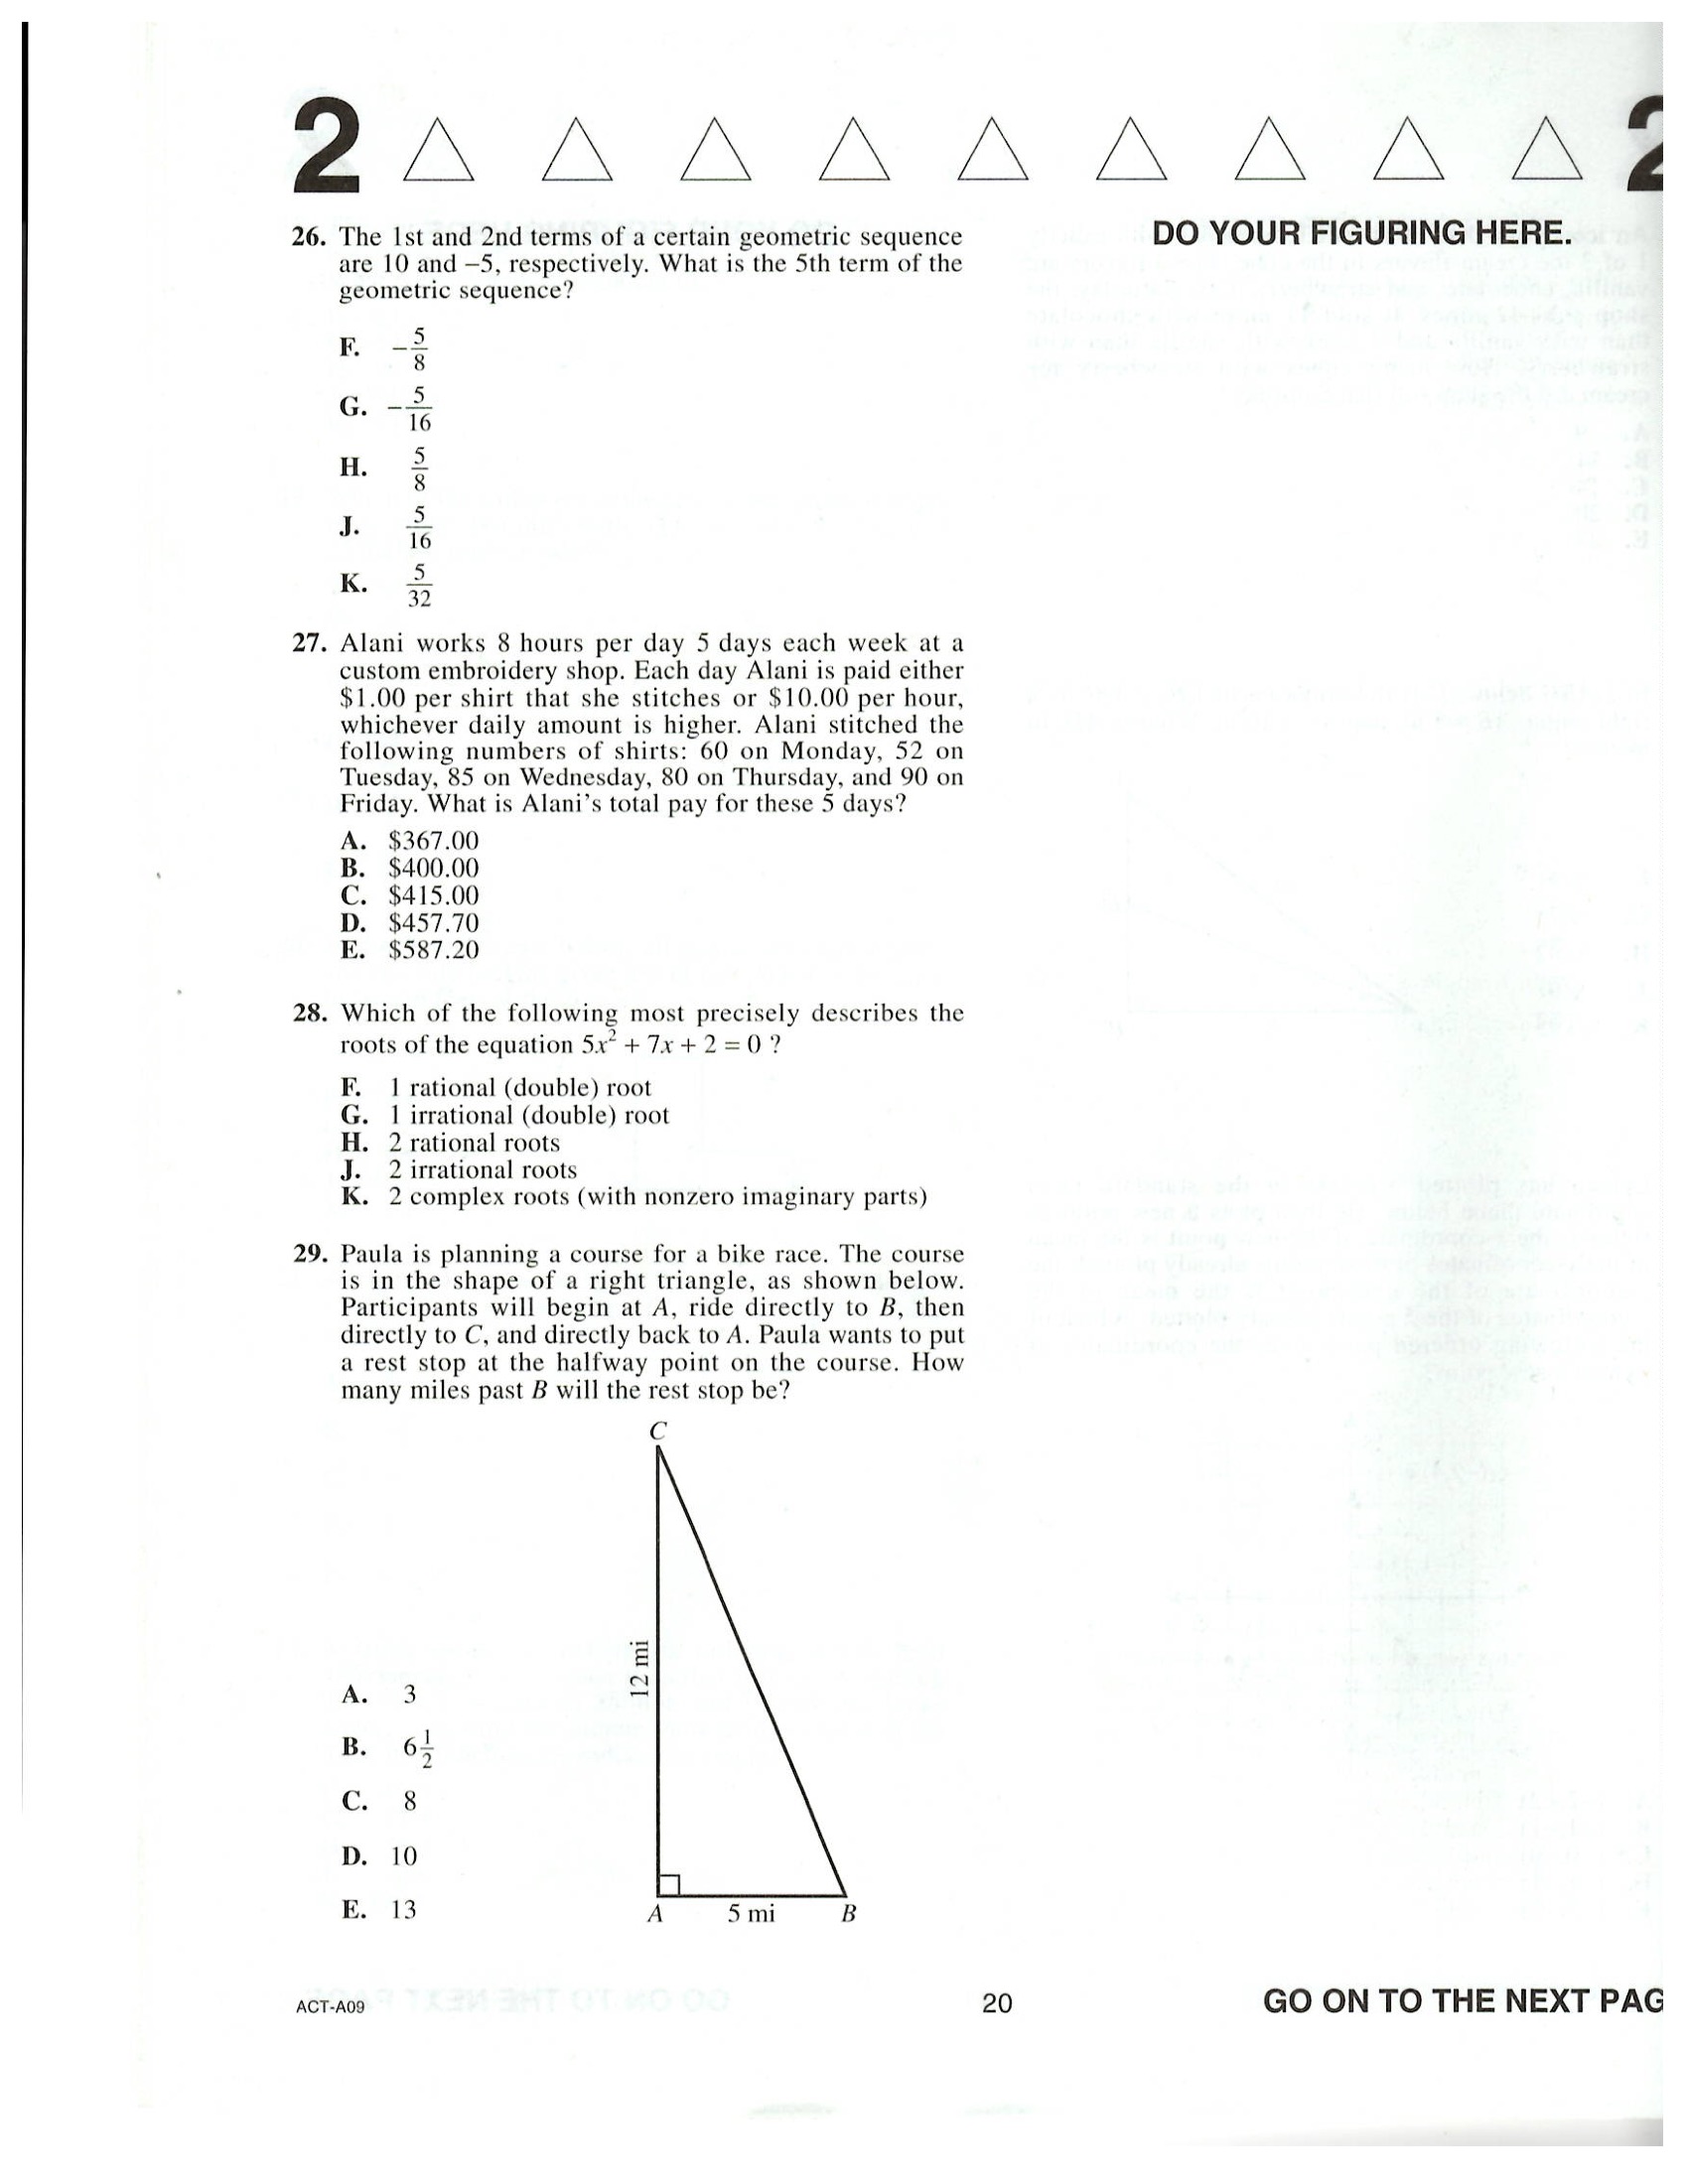 2 2
DO YOUR FIGURING HERE.
26. The 1st and 2nd terms of a certain geometric sequence
are 10 and –5, respectively. What is the 5th term of the
geometric sequence?
F. –5/8
G. –5/16
H. 5/8
J. 5/16
K. 5/32
27. Alani works 8 hours per day 5 days each week at a
custom embroidery shop. Each day Alani is paid either
$1.00 per shirt that she stitches or $10.00 per hour,
whichever daily amount is higher. Alani stitched the
following numbers of shirts: 60 on Monday, 52 on
Tuesday, 85 on Wednesday, 80 on Thursday, and 90 on
Friday. What is Alani's total pay for these 5 days?
A. $367.00
B. $400.00
C. $415.00
D. $457.70
E. $587.20
28. Which of the following most precisely describes the
roots of the equation 5x² + 7x + 2 = 0 ?
F. 1 rational (double) root
G. 1 irrational (double) root
H. 2 rational roots
J. 2 irrational roots
K. 2 complex roots (with nonzero imaginary parts)
29. Paula is planning a course for a bike race. The course
is in the shape of a right triangle, as shown below.
Participants will begin at A, ride directly to B, then
directly to C, and directly back to A. Paula wants to put
a rest stop at the halfway point on the course. How
many miles past B will the rest stop be?
C
12 mi
A 5 mi B
A. 3
B. 6 1/2
C. 8
D. 10
E. 13
ACT-A09
20
GO ON TO THE NEXT PAG